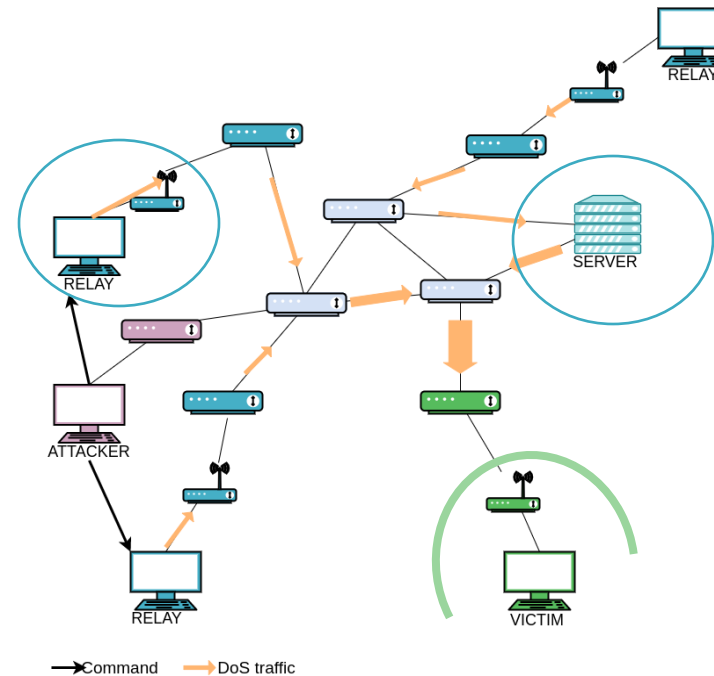 RELAY
SERVER
RELAY
ATTACKER
RELAY
VICTIM
Command
DoS traffic